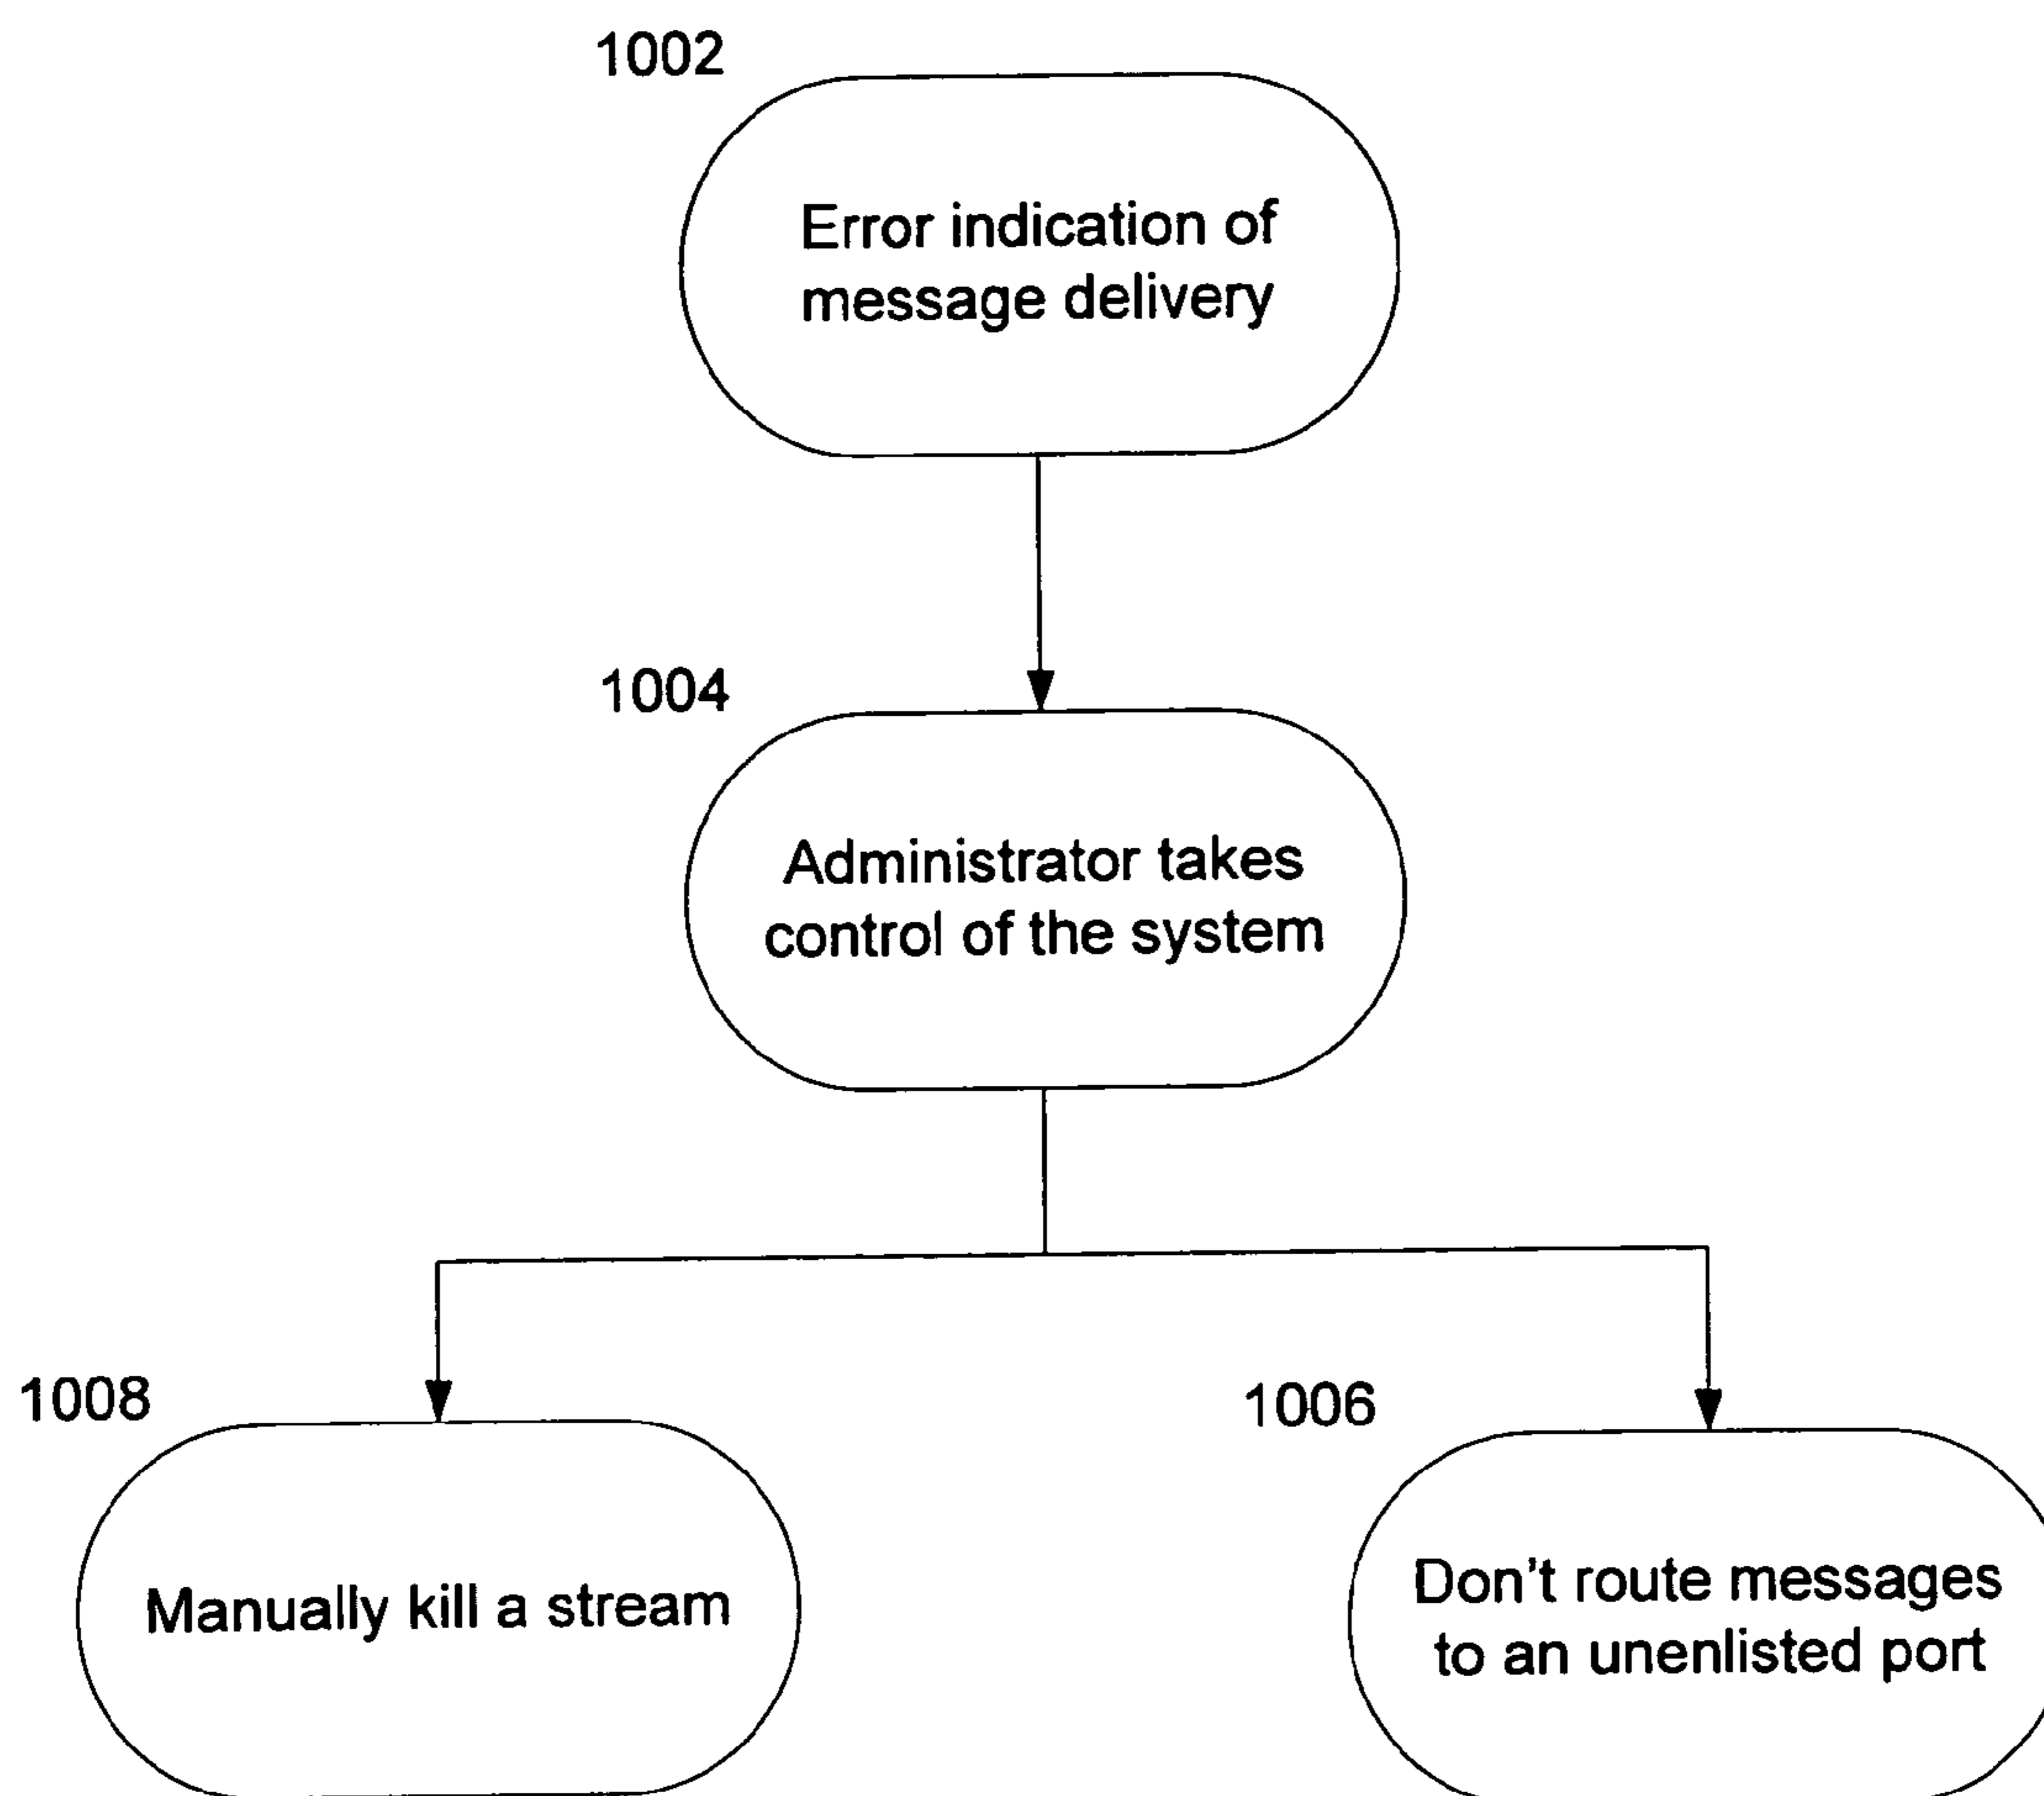 1002
Error indication of
message delivery
1004
Administrator takes
control of the system
1008
Manually kill a stream
1006
Don't route messages
to an unenlisted port